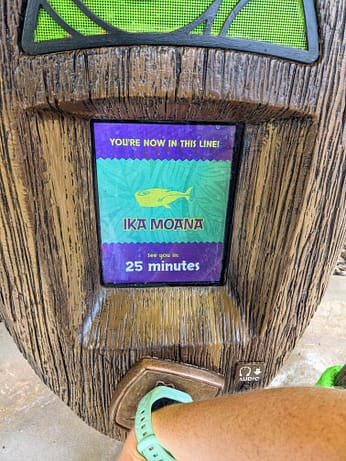 YOU'RE NOW IN THIS LINE!
IKA MOANA
See you in:
25 minutes
AUDIO